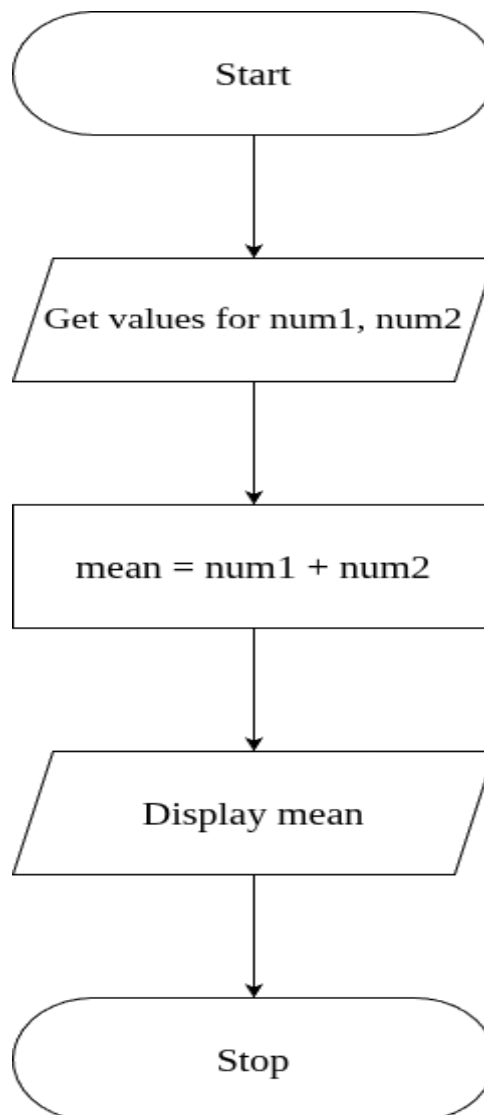 Start
Get values for num1, num2
mean = num1 + num2
Display mean
Stop